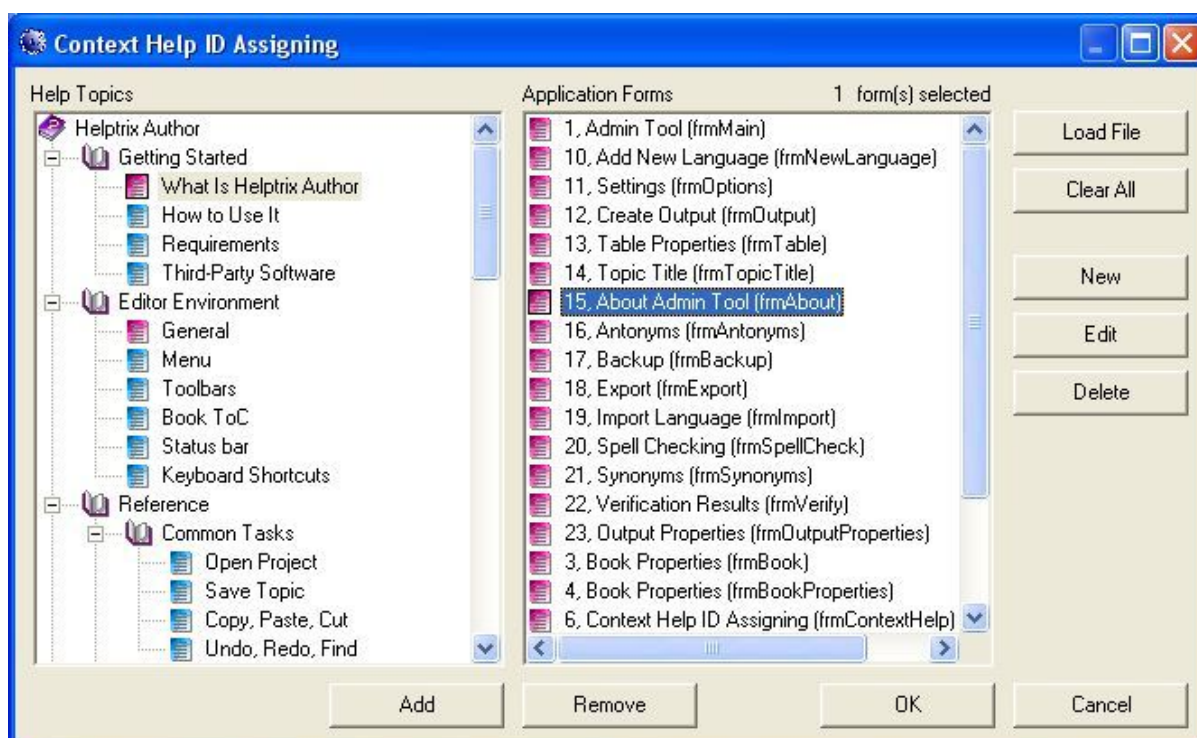 Context Help ID Assigning
Help Topics
Helptrix Author
Getting Started
What Is Helptrix Author
How to Use It
Requirements
Third-Party Software
Editor Environment
General
Menu
Toolbars
Book ToC
Status bar
Keyboard Shortcuts
Reference
Common Tasks
Open Project
Save Topic
Copy, Paste, Cut
Undo, Redo, Find
Application Forms 1 form(s) selected
1, Admin Tool (frmMain)
10, Add New Language (frmNewLanguage)
11, Settings (frmOptions)
12, Create Output (frmOutput)
13, Table Properties (frmTable)
14, Topic Title (frmTopicTitle)
15, About Admin Tool (frmAbout)
16, Antonyms (frmAntonyms)
17, Backup (frmBackup)
18, Export (frmExport)
19, Import Language (frmImport)
20, Spell Checking (frmSpellCheck)
21, Synonyms (frmSynonyms)
22, Verification Results (frmVerify)
23, Output Properties (frmOutputProperties)
3, Book Properties (frmBook)
4, Book Properties (frmBookProperties)
6, Context Help ID Assigning (frmContextHelp)
Load File
Clear All
New
Edit
Delete
Add
Remove
OK
Cancel